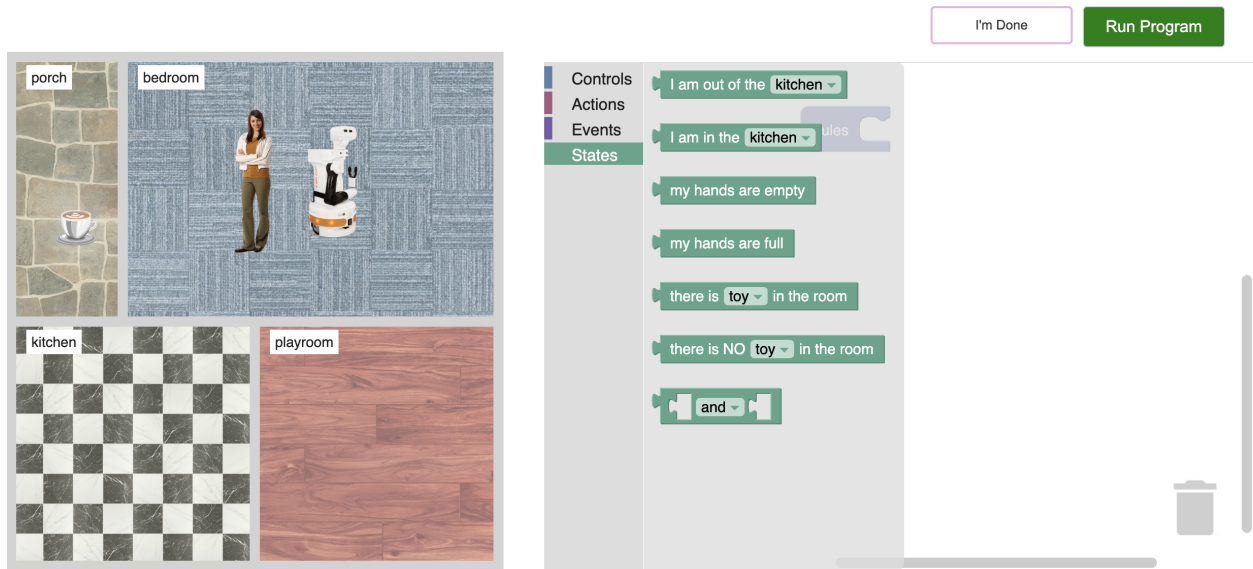 I'm Done
Run Program
porch
bedroom
kitchen
playroom
Controls
Actions
Events
States
I am out of the kitchen
I am in the kitchen
my hands are empty
my hands are full
there is toy in the room
there is NO toy in the room
and